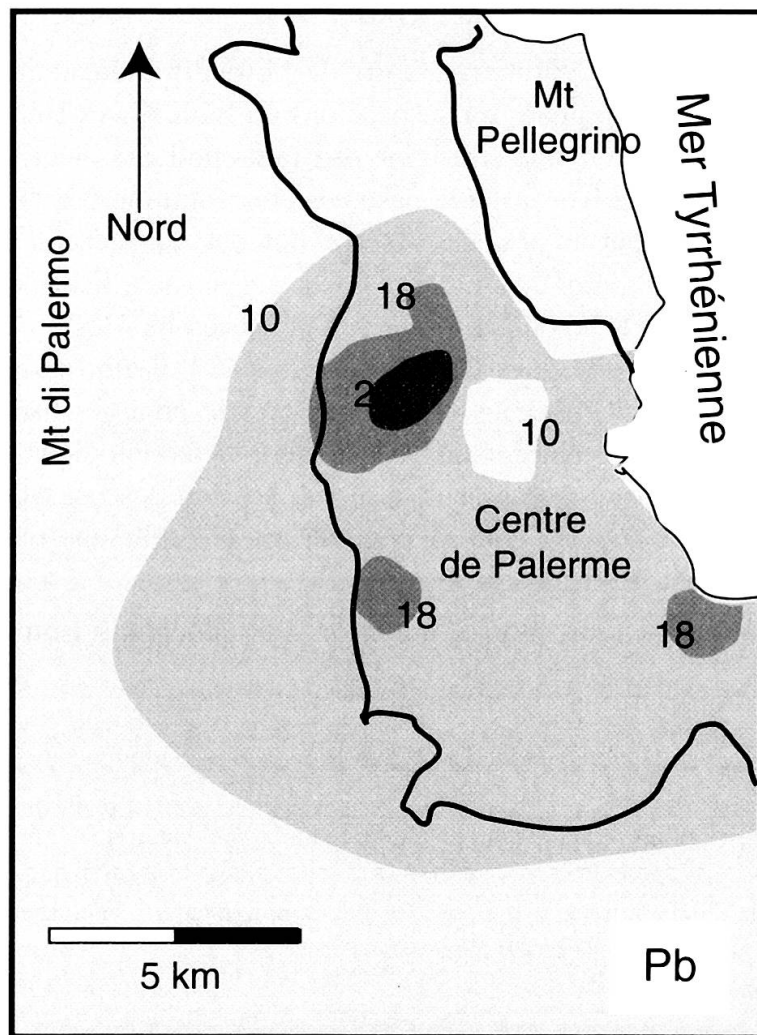 Mt
Pellegrino
Mer Tyrrhénienne
Nord
Mt di Palermo
18
10
2
10
Centre
de Palerme
18
18
5 km
Pb